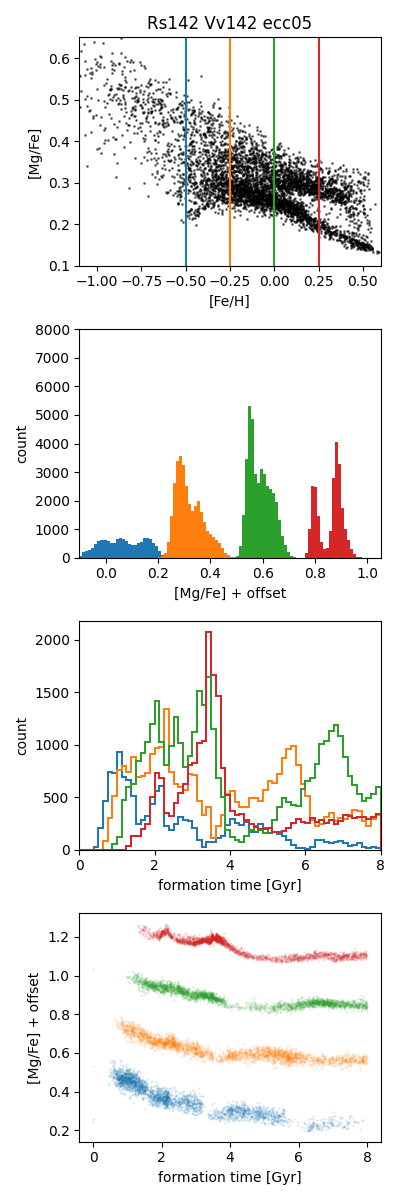 Rs142 Vv142 ecc05
0.6
0.5
0.4
0.3
0.2
0.1
[Mg/Fe]
−1.00 −0.75 −0.50 −0.25 0.00 0.25 0.50
[Fe/H]
8000
7000
6000
5000
4000
3000
2000
1000
0
count
0.0 0.2 0.4 0.6 0.8 1.0
[Mg/Fe] + offset
2000
1500
1000
500
0
count
0 2 4 6 8
formation time [Gyr]
1.2
1.0
0.8
0.6
0.4
0.2
[Mg/Fe] + offset
0 2 4 6 8
formation time [Gyr]